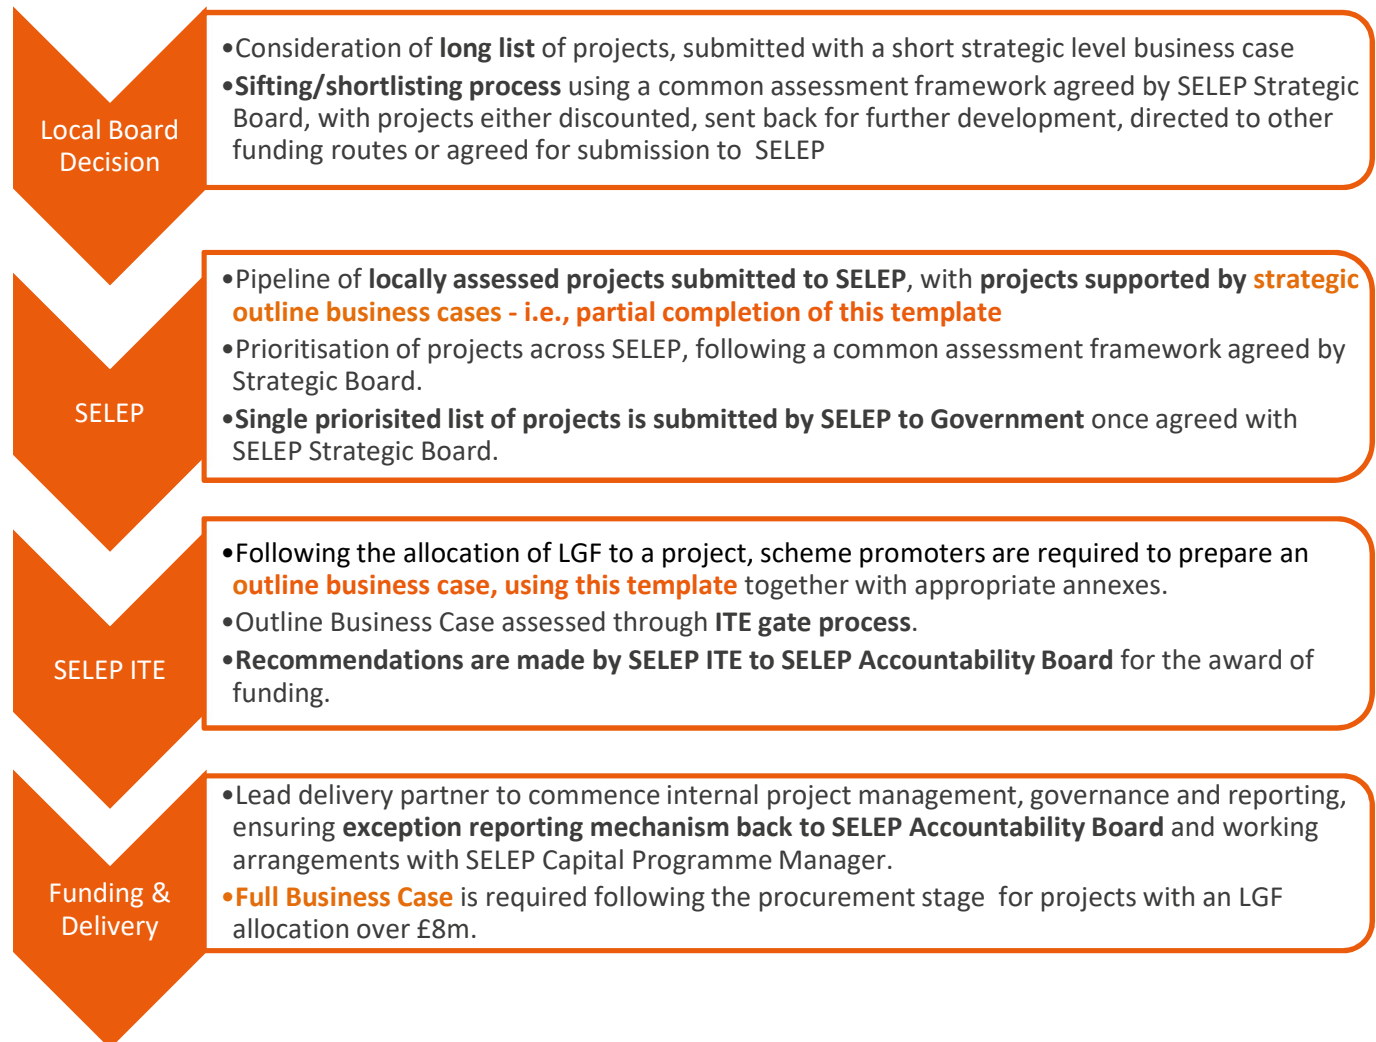 Local Board
Decision
•Consideration of long list of projects, submitted with a short strategic level business case
•Sifting/shortlisting process using a common assessment framework agreed by SELEP Strategic
Board, with projects either discounted, sent back for further development, directed to other
funding routes or agreed for submission to SELEP
SELEP
•Pipeline of locally assessed projects submitted to SELEP, with projects supported by strategic
outline business cases - i.e., partial completion of this template
•Prioritisation of projects across SELEP, following a common assessment framework agreed by
Strategic Board.
•Single priorisited list of projects is submitted by SELEP to Government once agreed with
SELEP Strategic Board.
SELEP ITE
•Following the allocation of LGF to a project, scheme promoters are required to prepare an
outline business case, using this template together with appropriate annexes.
•Outline Business Case assessed through ITE gate process.
•Recommendations are made by SELEP ITE to SELEP Accountability Board for the award of
funding.
Funding &
Delivery
•Lead delivery partner to commence internal project management, governance and reporting,
ensuring exception reporting mechanism back to SELEP Accountability Board and working
arrangements with SELEP Capital Programme Manager.
•Full Business Case is required following the procurement stage for projects with an LGF
allocation over £8m.